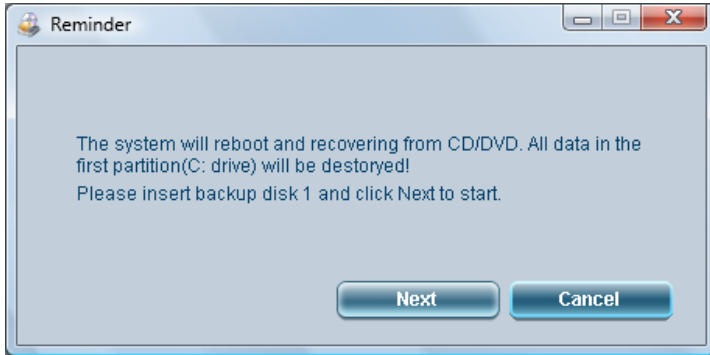 Reminder
The system will reboot and recovering from CD/DVD. All data in the
first partition(C: drive) will be destoryed!
Please insert backup disk 1 and click Next to start.
Next Cancel